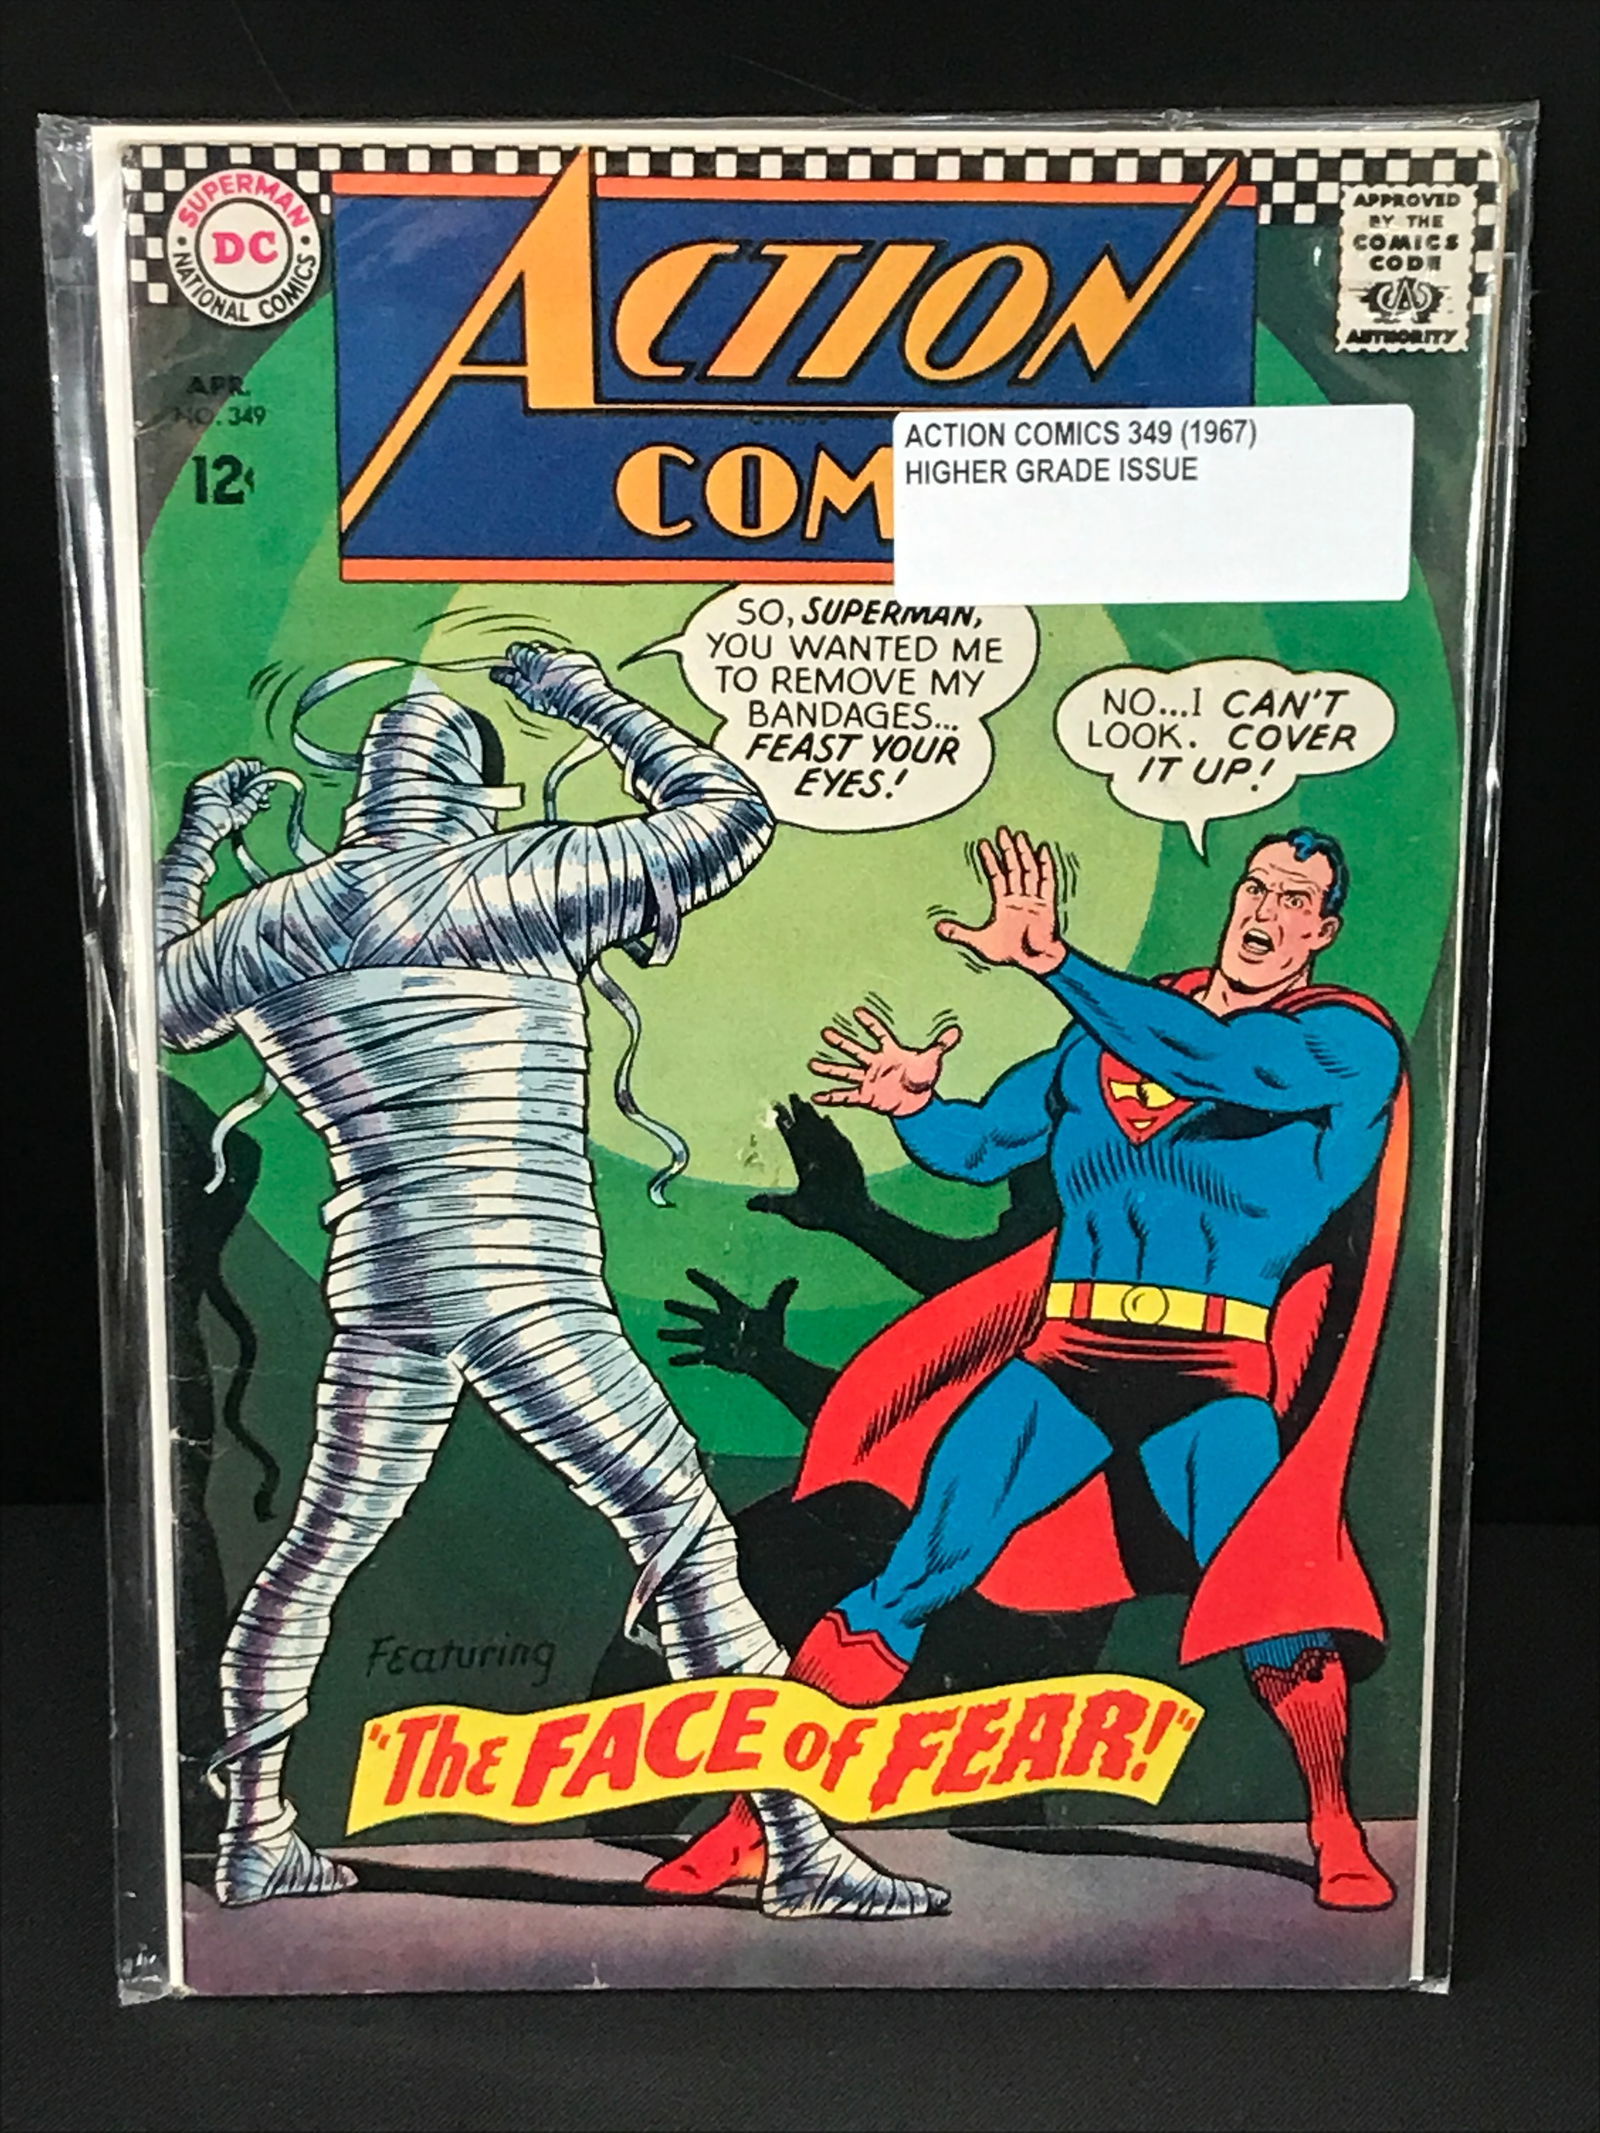 SUPERMAN
DC
NATIONAL COMICS
ACTION
COM
APPROVED
BY THE
COMICS
CODE
AUTHORITY
APR.
NO. 349
12¢
ACTION COMICS 349 (1967)
HIGHER GRADE ISSUE
SO, SUPERMAN,
YOU WANTED ME
TO REMOVE MY
BANDAGES...
FEAST YOUR
EYES!
NO...I CAN'T
LOOK. COVER
IT UP!
Featuring
"The FACE of FEAR!"